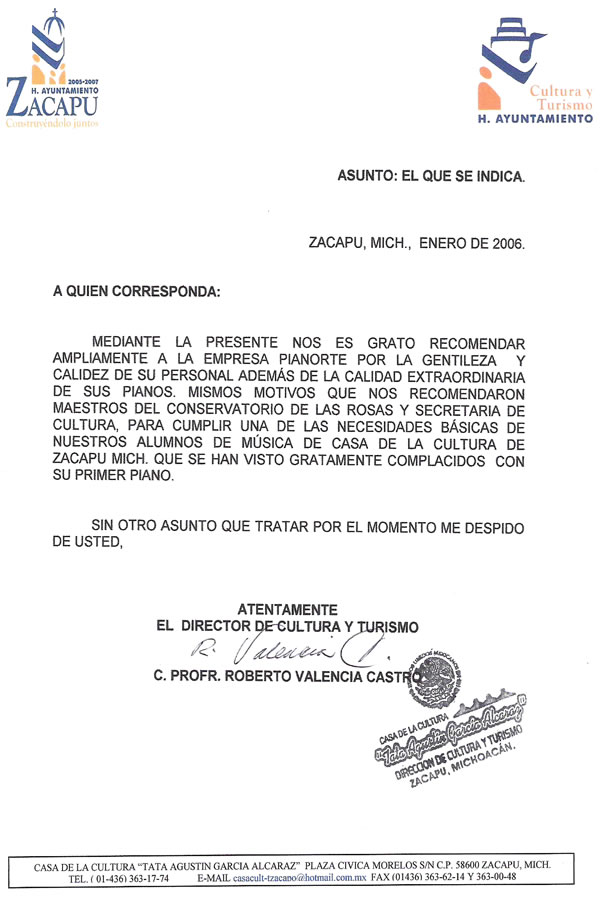 2005-2007
H. AYUNTAMIENTO
ZACAPU
Construyéndolo juntos
Cultura y
Turismo
H. AYUNTAMIENTO
ASUNTO: EL QUE SE INDICA.
ZACAPU, MICH., ENERO DE 2006.
A QUIEN CORRESPONDA:
MEDIANTE LA PRESENTE NOS ES GRATO RECOMENDAR
AMPLIAMENTE A LA EMPRESA PIANORTE POR LA GENTILEZA Y
CALIDEZ DE SU PERSONAL ADEMÁS DE LA CALIDAD EXTRAORDINARIA
DE SUS PIANOS. MISMOS MOTIVOS QUE NOS RECOMENDARON
MAESTROS DEL CONSERVATORIO DE LAS ROSAS Y SECRETARIA DE
CULTURA, PARA CUMPLIR UNA DE LAS NECESIDADES BÁSICAS DE
NUESTROS ALUMNOS DE MÚSICA DE CASA DE LA CULTURA DE
ZACAPU MICH. QUE SE HAN VISTO GRATAMENTE COMPLACIDOS CON
SU PRIMER PIANO.
SIN OTRO ASUNTO QUE TRATAR POR EL MOMENTO ME DESPIDO
DE USTED,
ATENTAMENTE
EL DIRECTOR DE CULTURA Y TURISMO
R. Valencia C.
C. PROFR. ROBERTO VALENCIA CASTRO
CASA DE LA CULTURA
"Tata Agustin Garcia Alcaraz"
DIRECCION DE CULTURA Y TURISMO
ZACAPU, MICHOACÁN.
CASA DE LA CULTURA "TATA AGUSTIN GARCIA ALCARAZ" PLAZA CIVICA MORELOS S/N C.P. 58600 ZACAPU, MICH.
TEL. ( 01-436) 363-17-74 E-MAIL casacult-tzacapo@hotmail.com.mx FAX (01436) 363-62-14 Y 363-00-48